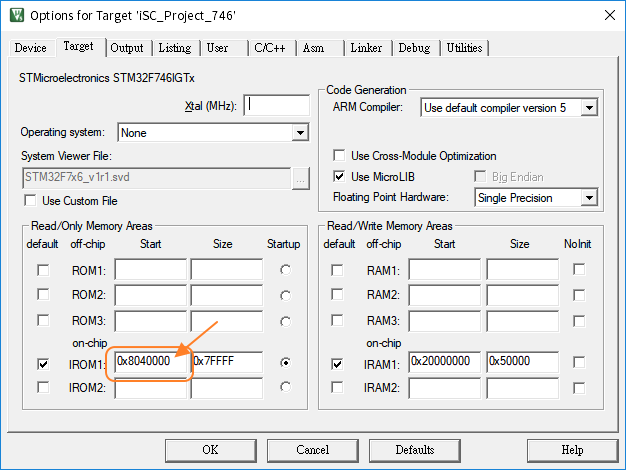 Options for Target 'iSC_Project_746'
Device Target Output Listing User C/C++ Asm Linker Debug Utilities
STMicroelectronics STM32F746IGTx
Xtal (MHz):
Operating system: None
System Viewer File:
STM32F7x6_v1r1.svd ...
Use Custom File
Code Generation
ARM Compiler: Use default compiler version 5
Use Cross-Module Optimization
Use MicroLIB Big Endian
Floating Point Hardware: Single Precision
Read/Only Memory Areas
default off-chip Start Size Startup
ROM1:
ROM2:
ROM3:
on-chip
IROM1: 0x8040000 0x7FFFF
IROM2:
Read/Write Memory Areas
default off-chip Start Size NoInit
RAM1:
RAM2:
RAM3:
on-chip
IRAM1: 0x20000000 0x50000
IRAM2:
OK Cancel Defaults Help